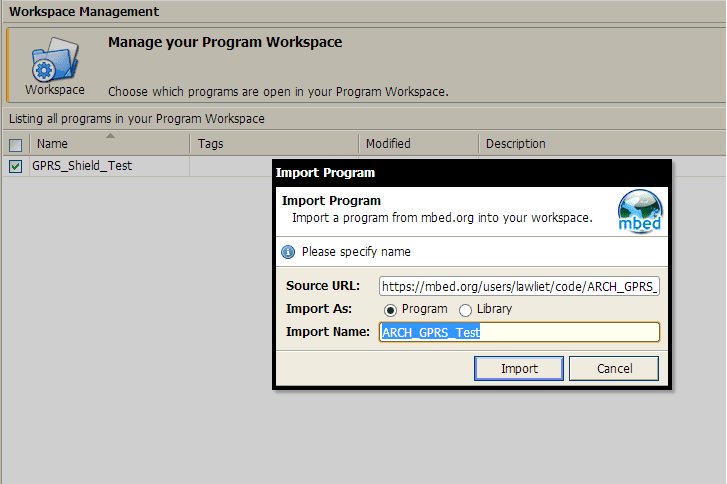 Workspace Management
Manage your Program Workspace
Workspace
Choose which programs are open in your Program Workspace.
Listing all programs in your Program Workspace
Name Tags Modified Description
GPRS_Shield_Test
Import Program
Import Program
Import a program from mbed.org into your workspace.
mbed
Please specify name
Source URL: https://mbed.org/users/lawliet/code/ARCH_GPRS_
Import As: Program Library
Import Name: ARCH_GPRS_Test
Import Cancel